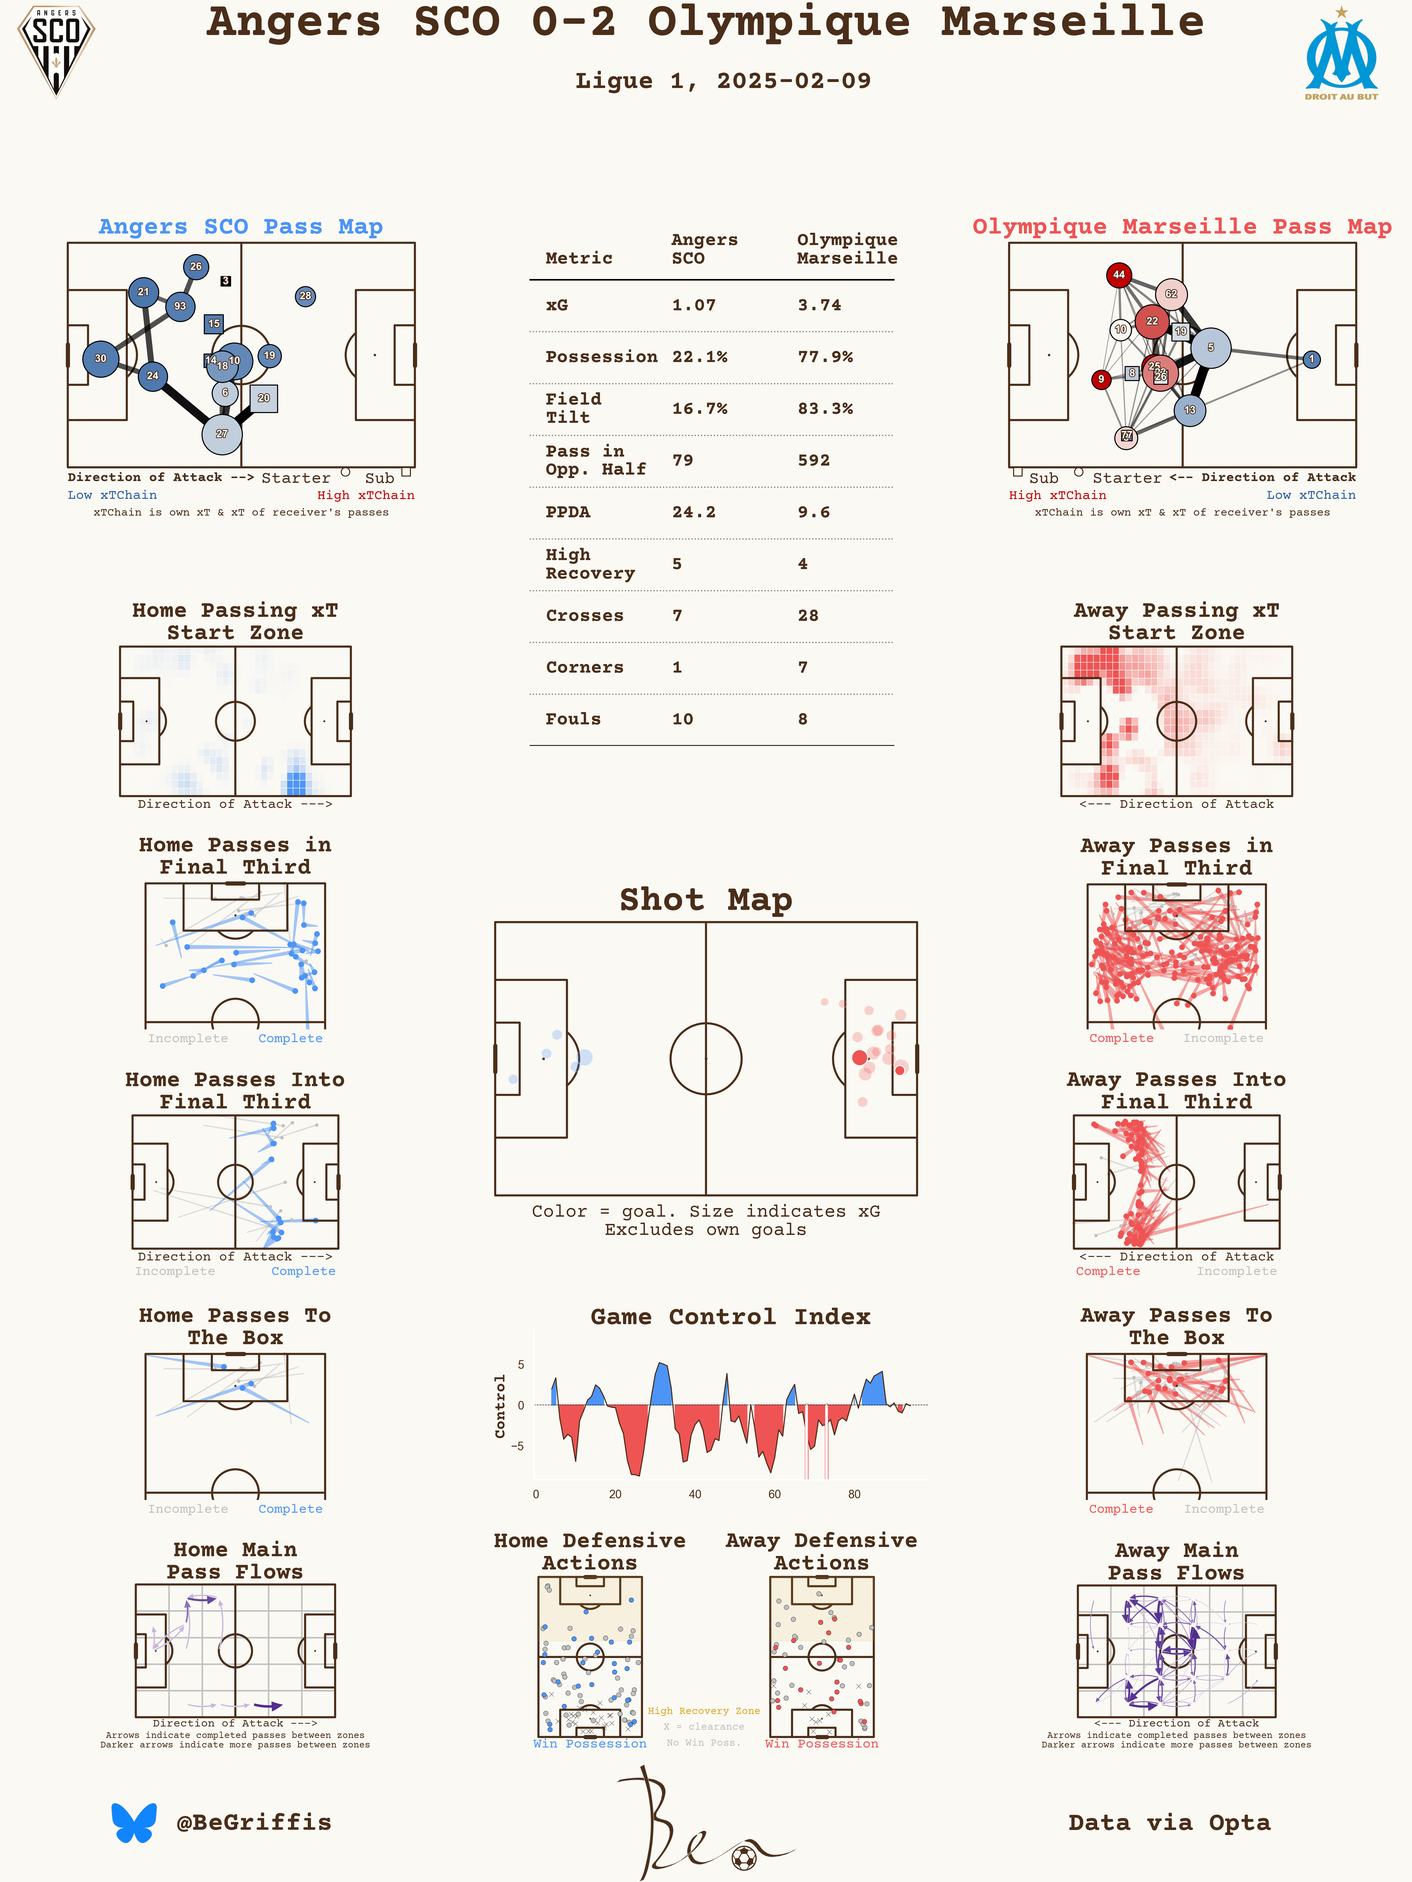 Angers SCO 0-2 Olympique Marseille
Ligue 1, 2025-02-09
ANGERS
SCO
DROIT AU BUT
Angers SCO Pass Map
26
3
21
93
28
15
30
14
10
19
18
24
6
20
27
Direction of Attack --> Starter Sub
Low xTChain High xTChain
xTChain is own xT & xT of receiver's passes
Metric Angers SCO Olympique Marseille
xG 1.07 3.74
Possession 22.1% 77.9%
Field Tilt 16.7% 83.3%
Pass in Opp. Half 79 592
PPDA 24.2 9.6
High Recovery 5 4
Crosses 7 28
Corners 1 7
Fouls 10 8
Olympique Marseille Pass Map
44
62
22
10
19
5
1
8
9
13
Sub Starter <-- Direction of Attack
High xTChain Low xTChain
xTChain is own xT & xT of receiver's passes
Home Passing xT
Start Zone
Direction of Attack --->
Away Passing xT
Start Zone
<--- Direction of Attack
Home Passes in
Final Third
Incomplete Complete
Away Passes in
Final Third
Complete Incomplete
Shot Map
Color = goal. Size indicates xG
Excludes own goals
Home Passes Into
Final Third
Direction of Attack --->
Incomplete Complete
Away Passes Into
Final Third
<--- Direction of Attack
Complete Incomplete
Home Passes To
The Box
Incomplete Complete
Game Control Index
Control
5
0
-5
0 20 40 60 80
Away Passes To
The Box
Complete Incomplete
Home Main
Pass Flows
Direction of Attack --->
Arrows indicate completed passes between zones
Darker arrows indicate more passes between zones
Home Defensive
Actions
Win Possession
High Recovery Zone
X = clearance
No Win Poss.
Away Defensive
Actions
Win Possession
Away Main
Pass Flows
<--- Direction of Attack
Arrows indicate completed passes between zones
Darker arrows indicate more passes between zones
@BeGriffis
Ben
Data via Opta